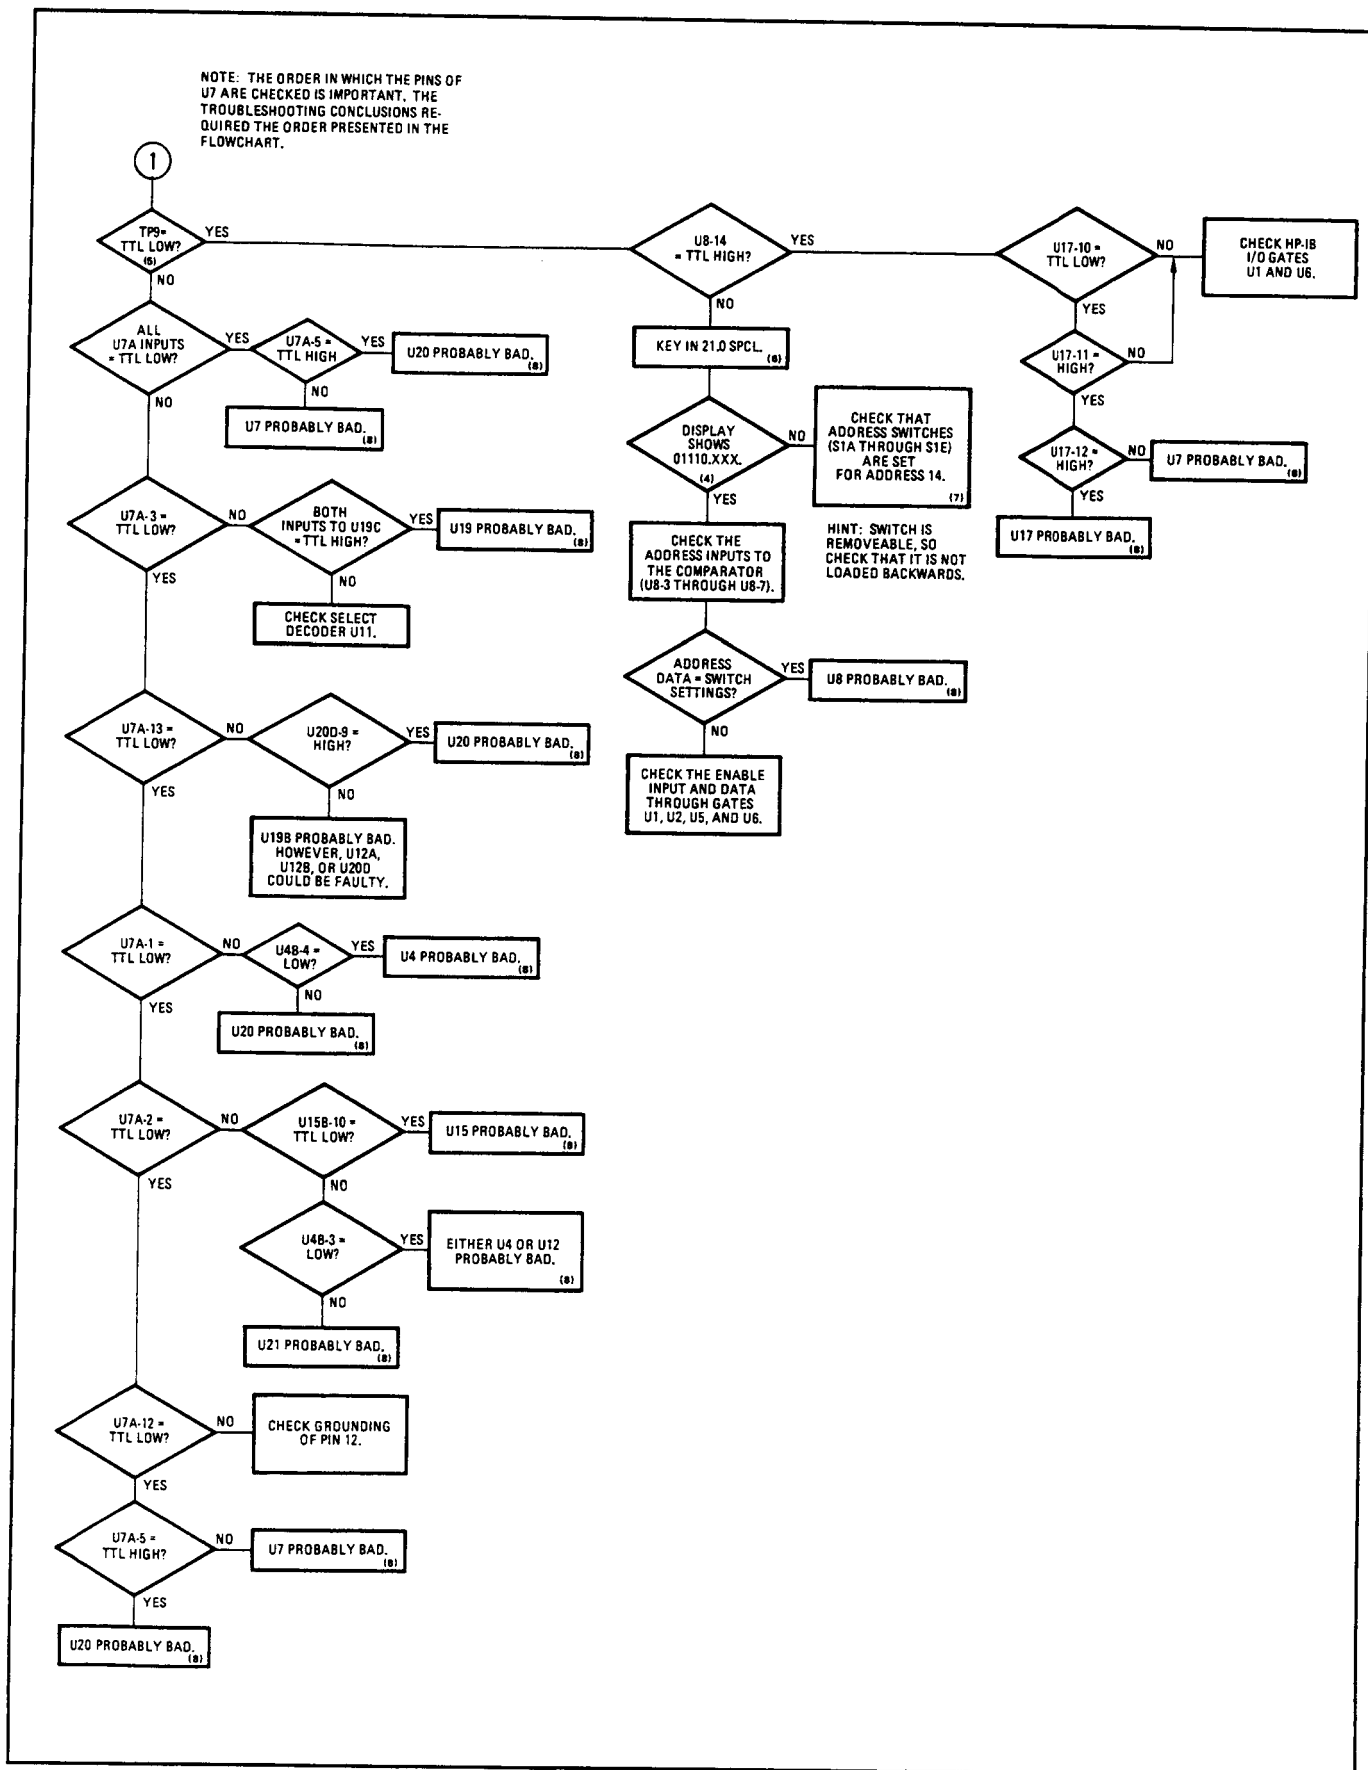 NOTE: THE ORDER IN WHICH THE PINS OF
U7 ARE CHECKED IS IMPORTANT. THE
TROUBLESHOOTING CONCLUSIONS RE-
QUIRED THE ORDER PRESENTED IN THE
FLOWCHART.
1
TP9=
TTL LOW?
(5)
YES
NO
U8-14
= TTL HIGH?
YES
NO
U17-10 =
TTL LOW?
NO
YES
CHECK HP-IB
I/O GATES
U1 AND U6.
ALL
U7A INPUTS
= TTL LOW?
YES
NO
U7A-5 =
TTL HIGH
YES
NO
U20 PROBABLY BAD.
(8)
U7 PROBABLY BAD.
(8)
KEY IN 21.0 SPCL.
(6)
U17-11 =
HIGH?
NO
YES
DISPLAY
SHOWS
01110.XXX.
(4)
NO
YES
CHECK THAT
ADDRESS SWITCHES
(S1A THROUGH S1E)
ARE SET
FOR ADDRESS 14.
(7)
HINT: SWITCH IS
REMOVEABLE, SO
CHECK THAT IT IS NOT
LOADED BACKWARDS.
U17-12 =
HIGH?
NO
YES
U7 PROBABLY BAD.
(8)
U17 PROBABLY BAD.
(8)
U7A-3 =
TTL LOW?
NO
YES
BOTH
INPUTS TO U19C
= TTL HIGH?
YES
NO
U19 PROBABLY BAD.
(8)
CHECK SELECT
DECODER U11.
CHECK THE
ADDRESS INPUTS TO
THE COMPARATOR
(U8-3 THROUGH U8-7).
ADDRESS
DATA = SWITCH
SETTINGS?
YES
NO
U8 PROBABLY BAD.
(8)
CHECK THE ENABLE
INPUT AND DATA
THROUGH GATES
U1, U2, U5, AND U6.
U7A-13 =
TTL LOW?
NO
YES
U20D-9 =
HIGH?
YES
NO
U20 PROBABLY BAD.
(8)
U19B PROBABLY BAD.
HOWEVER, U12A,
U12B, OR U20D
COULD BE FAULTY.
U7A-1 =
TTL LOW?
NO
YES
U4B-4 =
LOW?
YES
NO
U4 PROBABLY BAD.
(8)
U20 PROBABLY BAD.
(8)
U7A-2 =
TTL LOW?
NO
YES
U15B-10 =
TTL LOW?
YES
NO
U15 PROBABLY BAD.
(8)
U4B-3 =
LOW?
YES
NO
EITHER U4 OR U12
PROBABLY BAD.
(8)
U21 PROBABLY BAD.
(8)
U7A-12 =
TTL LOW?
NO
YES
CHECK GROUNDING
OF PIN 12.
U7A-5 =
TTL HIGH?
NO
YES
U7 PROBABLY BAD.
(8)
U20 PROBABLY BAD.
(8)